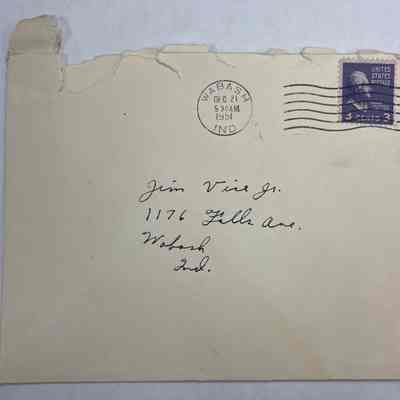 WABASH
DEC 21
5 30 AM
1951
IND.
UNITED
STATES
POSTAGE
3 CENTS 3
Jim Vice Jr.
1176 Falls Ave.
Wabash
Ind.